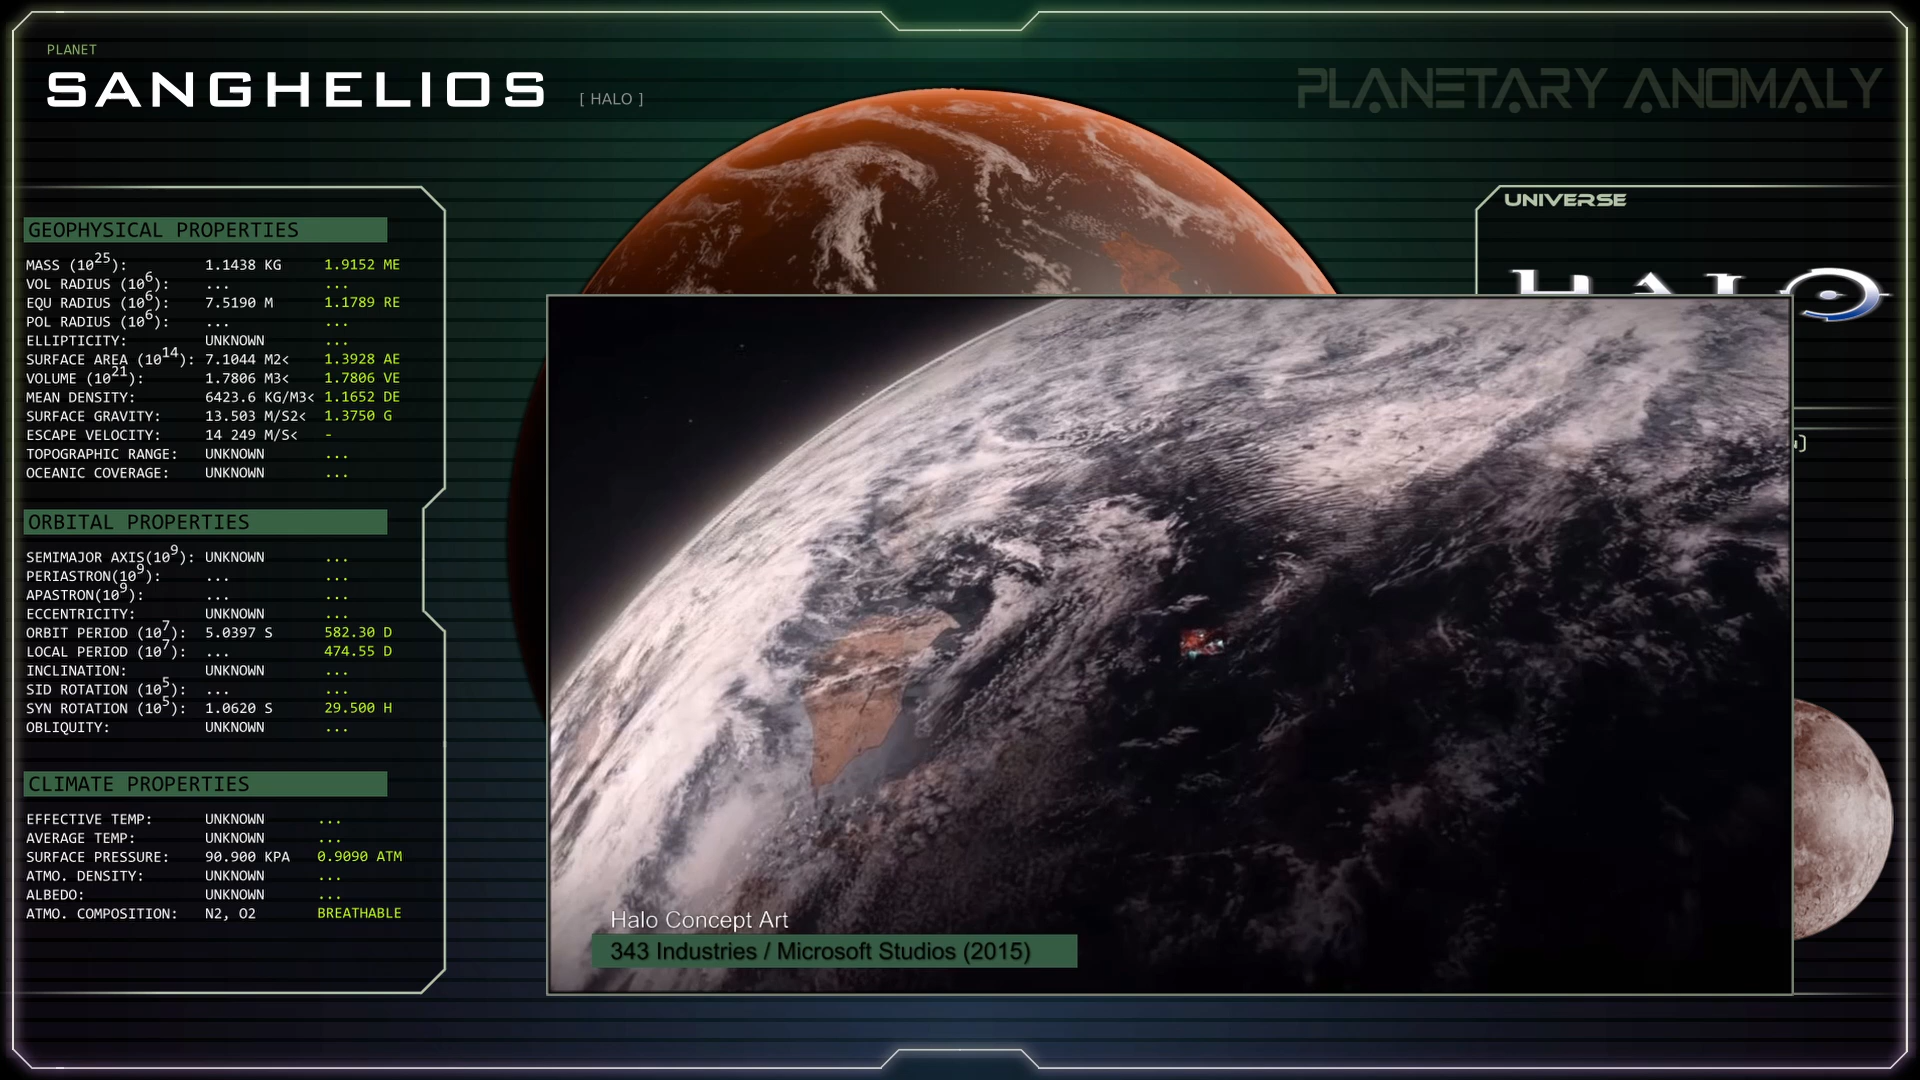 PLANET
SANGHELIOS [ HALO ]
PLANETARY ANOMALY
UNIVERSE
HALO
GEOPHYSICAL PROPERTIES
MASS (10^25): 1.1438 KG 1.9152 ME
VOL RADIUS (10^6): ... ...
EQU RADIUS (10^6): 7.5190 M 1.1789 RE
POL RADIUS (10^6): ... ...
ELLIPTICITY: UNKNOWN ...
SURFACE AREA (10^14): 7.1044 M2< 1.3928 AE
VOLUME (10^21): 1.7806 M3< 1.7806 VE
MEAN DENSITY: 6423.6 KG/M3< 1.1652 DE
SURFACE GRAVITY: 13.503 M/S2< 1.3750 G
ESCAPE VELOCITY: 14 249 M/S< -
TOPOGRAPHIC RANGE: UNKNOWN ...
OCEANIC COVERAGE: UNKNOWN ...
ORBITAL PROPERTIES
SEMIMAJOR AXIS(10^9): UNKNOWN ...
PERIASTRON(10^9): ... ...
APASTRON(10^9): ... ...
ECCENTRICITY: UNKNOWN ...
ORBIT PERIOD (10^7): 5.0397 S 582.30 D
LOCAL PERIOD (10^7): ... 474.55 D
INCLINATION: UNKNOWN ...
SID ROTATION (10^5): ... ...
SYN ROTATION (10^5): 1.0620 S 29.500 H
OBLIQUITY: UNKNOWN ...
CLIMATE PROPERTIES
EFFECTIVE TEMP: UNKNOWN ...
AVERAGE TEMP: UNKNOWN ...
SURFACE PRESSURE: 90.900 KPA 0.9090 ATM
ATMO. DENSITY: UNKNOWN ...
ALBEDO: UNKNOWN ...
ATMO. COMPOSITION: N2, O2 BREATHABLE
Halo Concept Art
343 Industries / Microsoft Studios (2015)